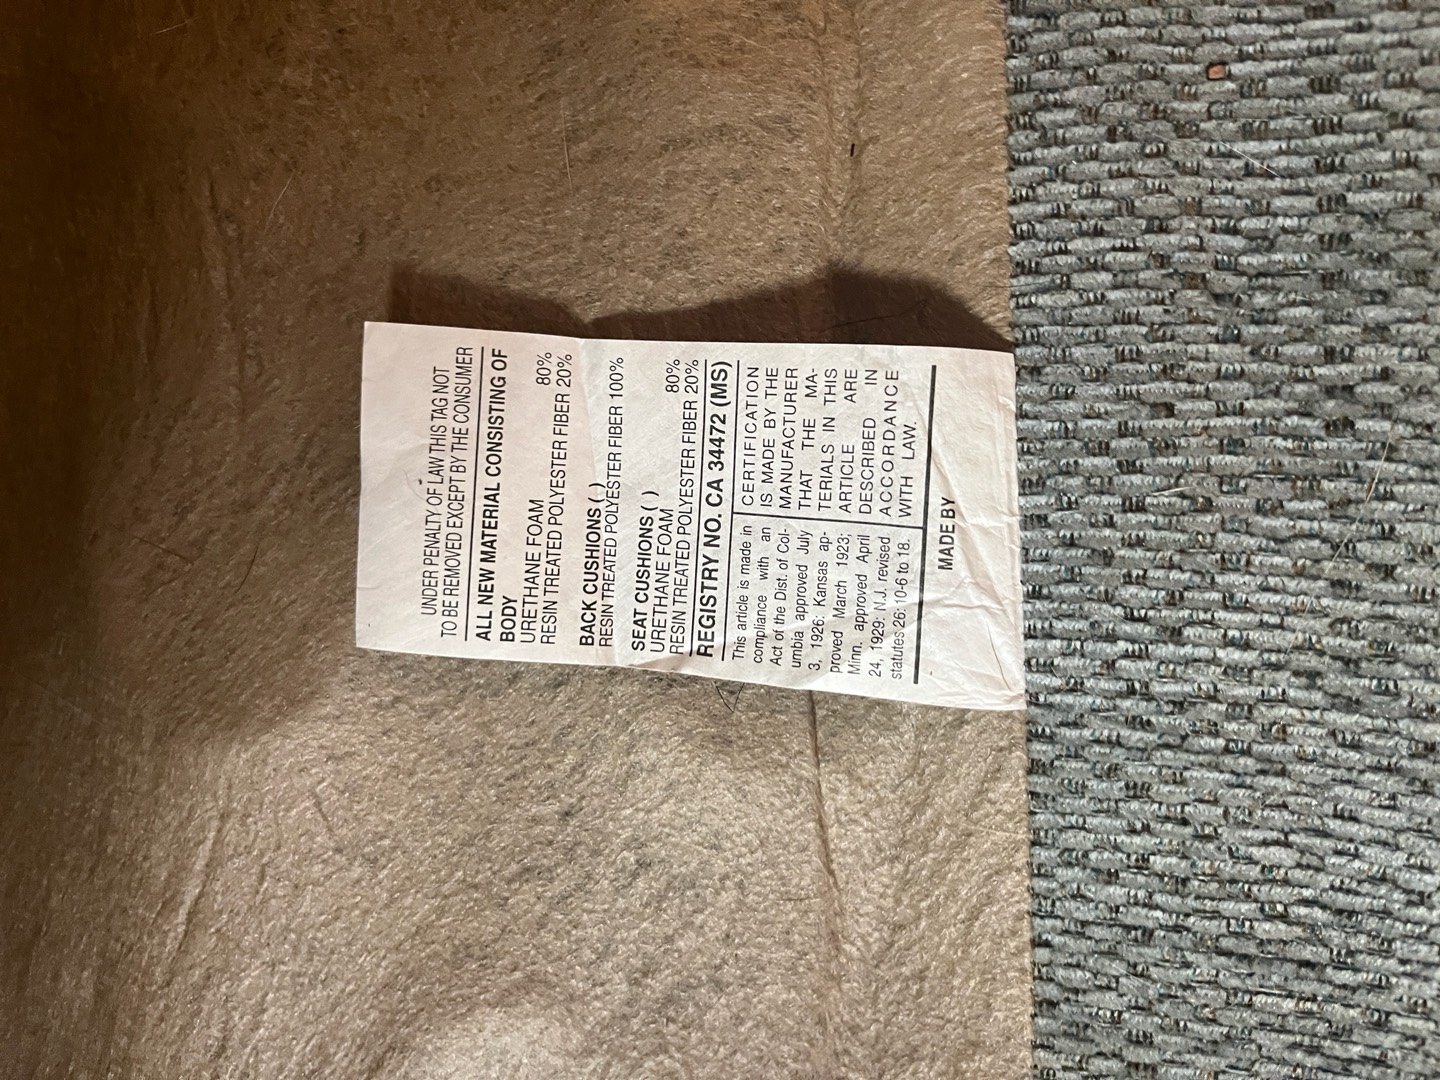 UNDER PENALTY OF LAW THIS TAG NOT
TO BE REMOVED EXCEPT BY THE CONSUMER
ALL NEW MATERIAL CONSISTING OF
BODY
URETHANE FOAM 80%
RESIN TREATED POLYESTER FIBER 20%
BACK CUSHIONS ( )
RESIN TREATED POLYESTER FIBER 100%
SEAT CUSHIONS ( )
URETHANE FOAM 80%
RESIN TREATED POLYESTER FIBER 20%
REGISTRY NO. CA 34472 (MS)
This article is made in
compliance with an
Act of the Dist. of Col-
umbia approved July
3, 1926: Kansas ap-
proved March 1923;
Minn. approved April
24, 1929: N.J. revised
statutes 26: 10-6 to 18.
CERTIFICATION
IS MADE BY THE
MANUFACTURER
THAT THE MA-
TERIALS IN THIS
ARTICLE ARE
DESCRIBED IN
ACCORDANCE
WITH LAW.
MADE BY